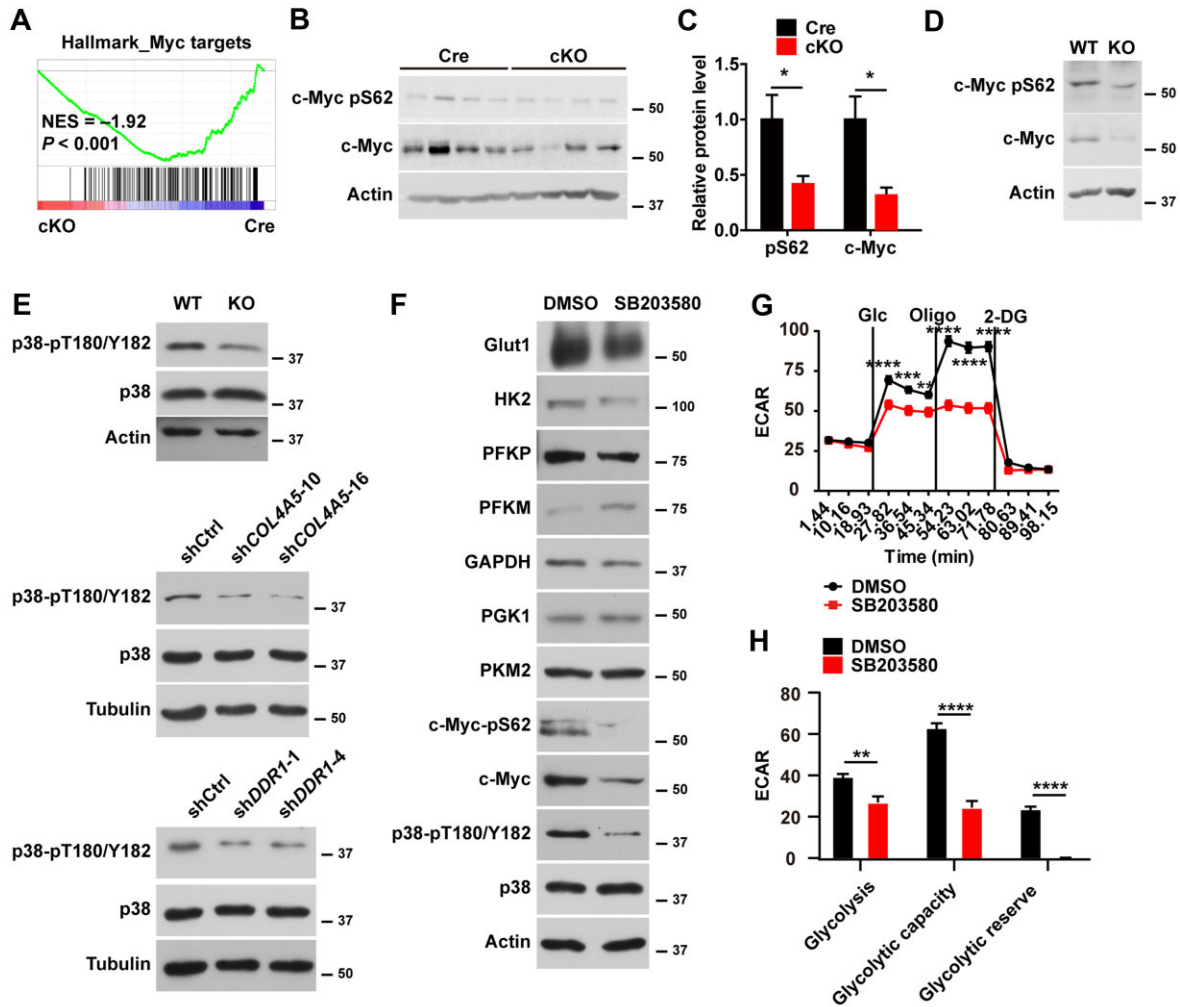 A
Hallmark_Myc targets
NES = –1.92
P < 0.001
cKO Cre
B
Cre cKO
c-Myc pS62
50
c-Myc
50
Actin
37
C
Cre
cKO
Relative protein level
1.5
1.0
0.5
0.0
* *
pS62 c-Myc
D
WT KO
c-Myc pS62
50
c-Myc
50
Actin
37
E
WT KO
p38-pT180/Y182
37
p38
37
Actin
37
shCtrl shCOL4A5-10 shCOL4A5-16
p38-pT180/Y182
37
p38
37
Tubulin
50
shCtrl shDDR1-1 shDDR1-4
p38-pT180/Y182
37
p38
37
Tubulin
50
F
DMSO SB203580
Glut1
50
HK2
100
PFKP
75
PFKM
75
GAPDH
37
PGK1
50
PKM2
50
c-Myc-pS62
50
c-Myc
50
p38-pT180/Y182
37
p38
37
Actin
37
G
Glc Oligo 2-DG
ECAR
100
75
50
25
0
**** *** ** **** **** ****
1.44 10.16 18.93 27.82 36.54 45.34 54.23 63.02 71.78 80.63 89.41 98.15
Time (min)
DMSO
SB203580
H
DMSO
SB203580
ECAR
80
60
40
20
0
** **** ****
Glycolysis Glycolytic capacity Glycolytic reserve